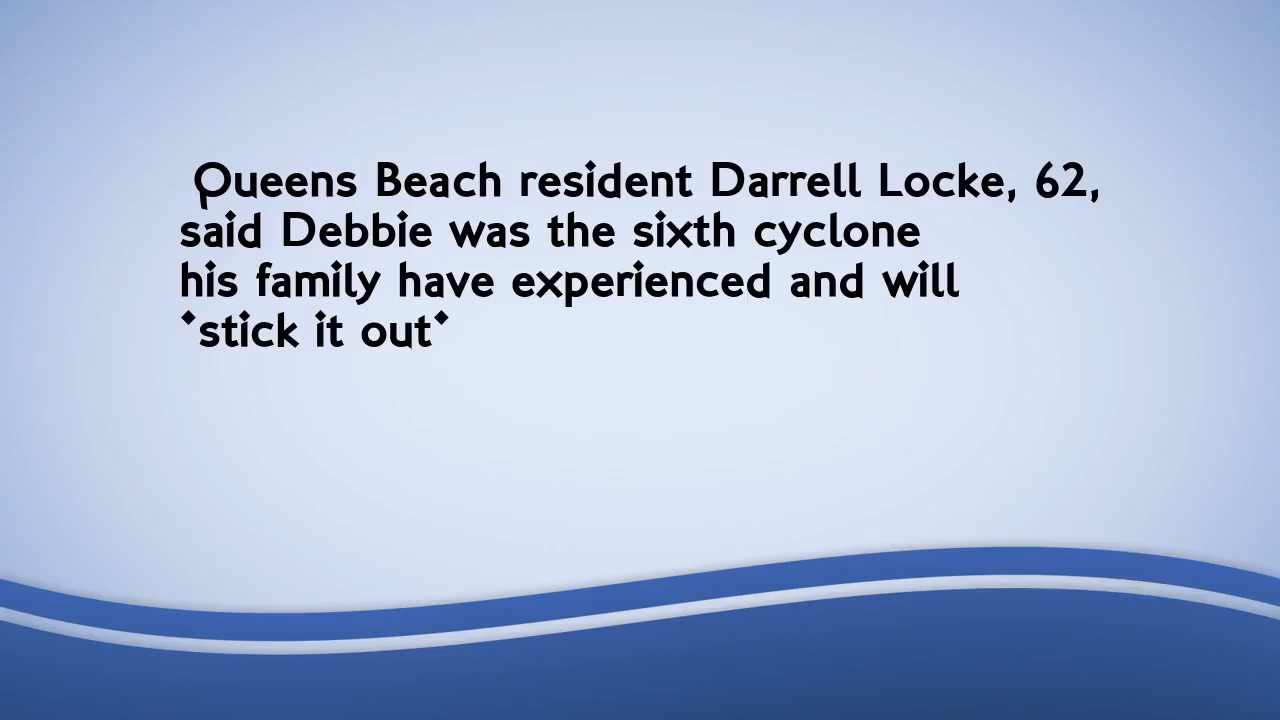 Queens Beach resident Darrell Locke, 62,
said Debbie was the sixth cyclone
his family have experienced and will
'stick it out'